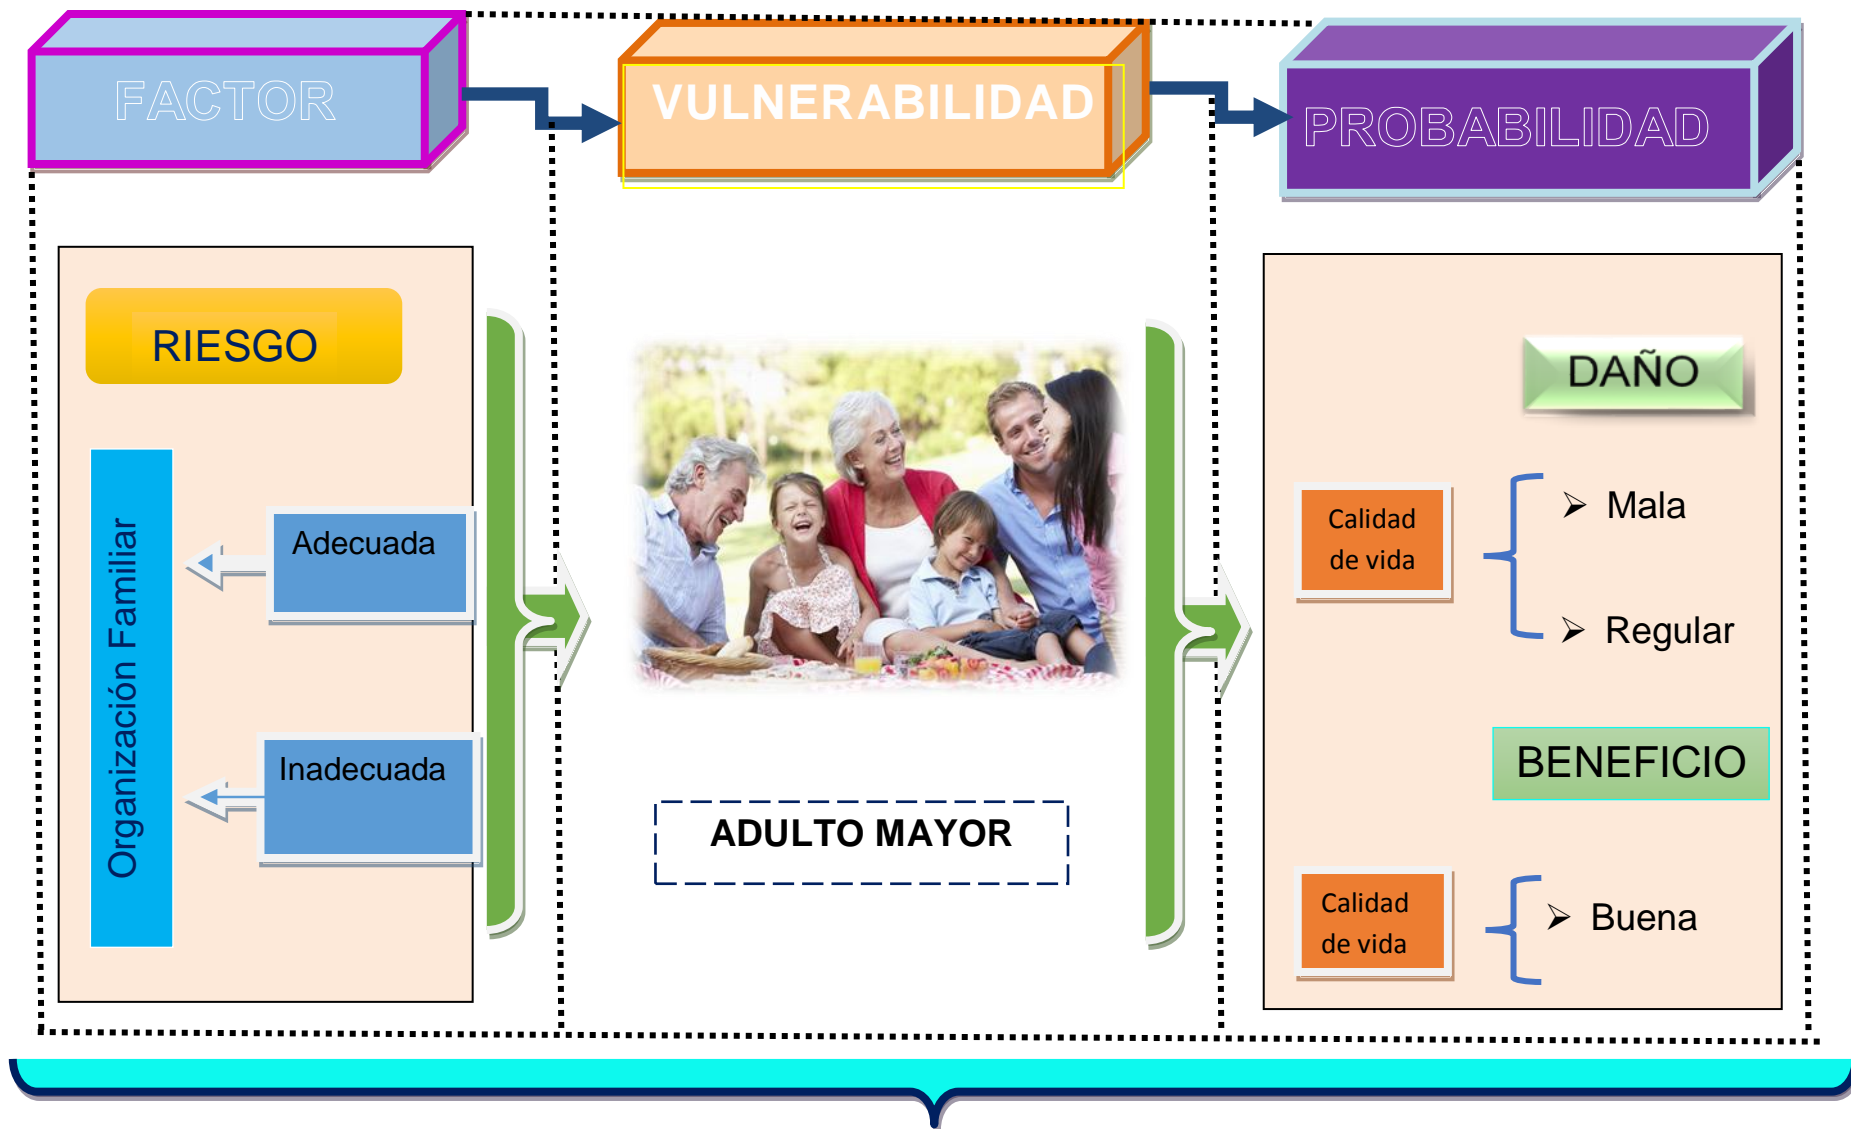 FACTOR
VULNERABILIDAD
PROBABILIDAD
RIESGO
Organización Familiar
Adecuada
Inadecuada
ADULTO MAYOR
DAÑO
Calidad
de vida
➢ Mala
➢ Regular
BENEFICIO
Calidad
de vida
➢ Buena